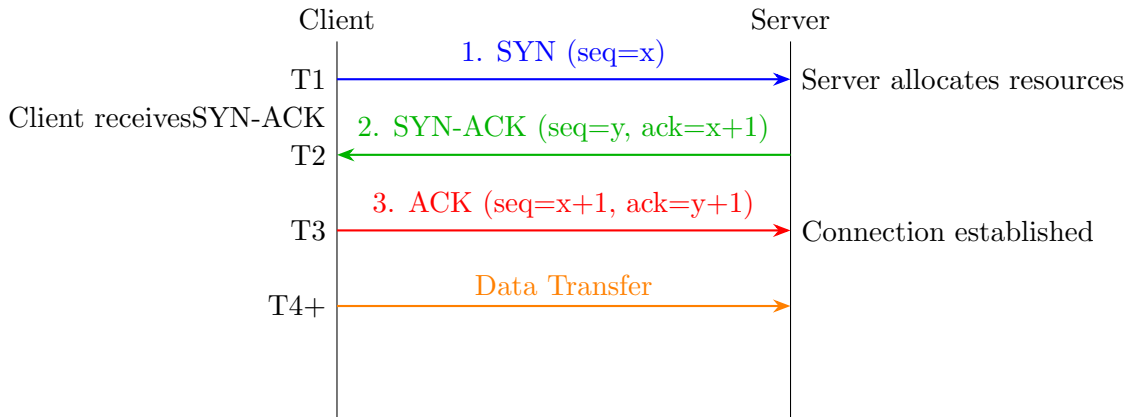 Client
Server
1. SYN (seq=x)
T1
Server allocates resources
Client receivesSYN-ACK
2. SYN-ACK (seq=y, ack=x+1)
T2
3. ACK (seq=x+1, ack=y+1)
T3
Connection established
Data Transfer
T4+